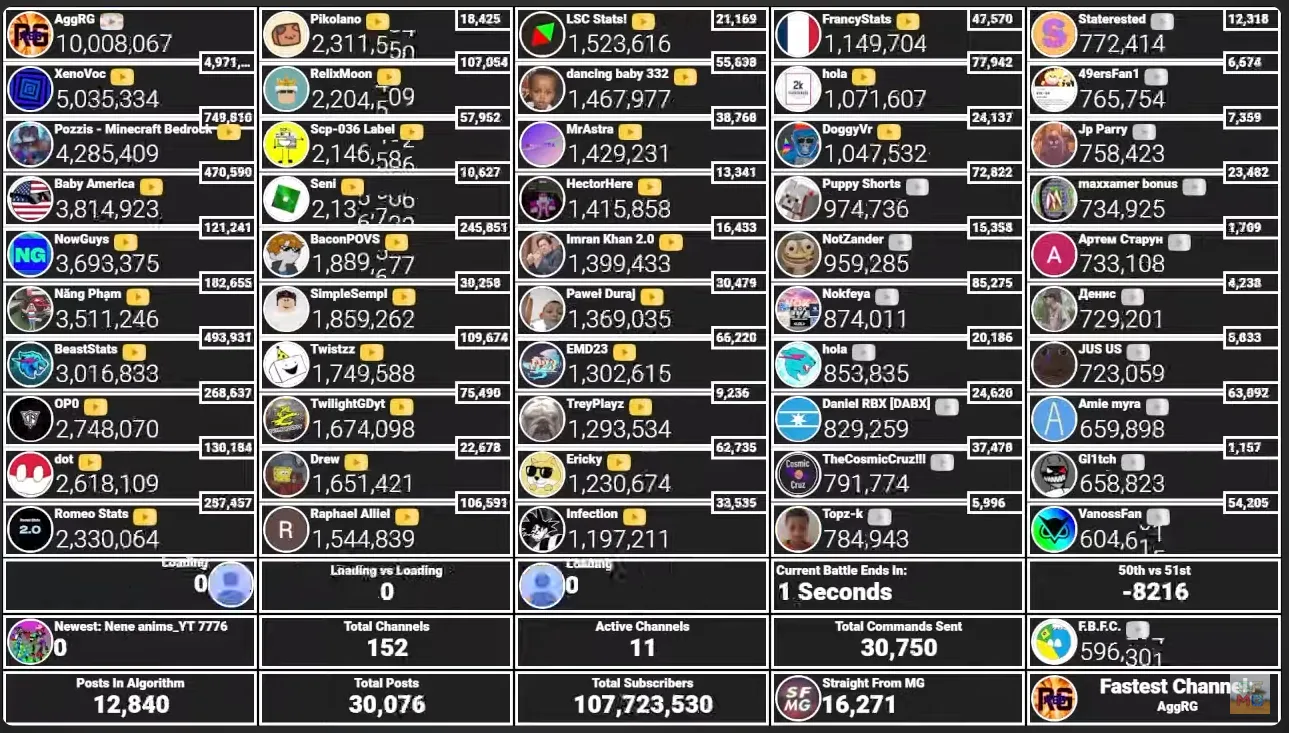 AggRG
10,008,067
4,971,...
XenoVoc
5,035,334
Pozzis - Minecraft Bedrock
4,285,409
470,590
Baby America
3,814,923
121,241
NowGuys
3,693,375
182,655
Năng Phạm
3,511,246
493,931
BeastStats
3,016,833
268,637
OP0
2,748,070
130,184
dot
2,618,109
287,457
Romeo Stats
2.0
2,330,064
Pikolano
18,425
RelixMoon
107,054
Scp-036 Label
57,952
Seni
10,627
BaconPOVS
245,851
SimpleSempl
1,859,262
30,258
Twistzz
1,749,588
109,674
TwilightGDyt
1,674,098
75,490
Drew
1,651,421
22,678
Raphael Alliel
R
1,544,839
106,591
LSC Stats!
1,523,616
21,169
dancing baby 332
1,467,977
55,638
MrAstra
1,429,231
38,768
HectorHere
1,415,858
13,341
Imran Khan 2.0
1,399,433
16,433
Paweł Duraj
1,369,035
30,479
EMD23
1,302,615
66,220
TreyPlayz
1,293,534
9,236
Ericky
1,230,674
62,735
Infection
1,197,211
33,535
FrancyStats
1,149,704
47,570
hola
2k
1,071,607
77,942
DoggyVr
1,047,532
24,137
Puppy Shorts
974,736
72,822
NotZander
959,285
15,358
Nokfeya
874,011
85,275
hola
853,835
20,186
Daniel RBX [DABX]
829,259
24,620
TheCosmicCruz!!!
Cosmic
Cruz
791,774
37,478
Topz-k
784,943
5,996
Staterested
S
772,414
12,318
49ersFan1
765,754
6,674
Jp Parry
758,423
7,359
maxxamer bonus
734,925
23,482
Артем Старун
A
733,108
1,709
Денис
729,201
4,238
JUS US
723,059
Amie myra
A
659,898
63,092
Gl1tch
658,823
1,157
VanossFan
54,205
Loading
0
Loading vs Loading
0
Loading
0
Current Battle Ends In:
1 Seconds
50th vs 51st
-8216
Newest: Nene anims_YT 7776
0
Total Channels
152
Active Channels
11
Total Commands Sent
30,750
F.B.F.C.
Posts In Algorithm
12,840
Total Posts
30,076
Total Subscribers
107,723,530
SF
MG
Straight From MG
16,271
RG
Fastest Channel:
AggRG